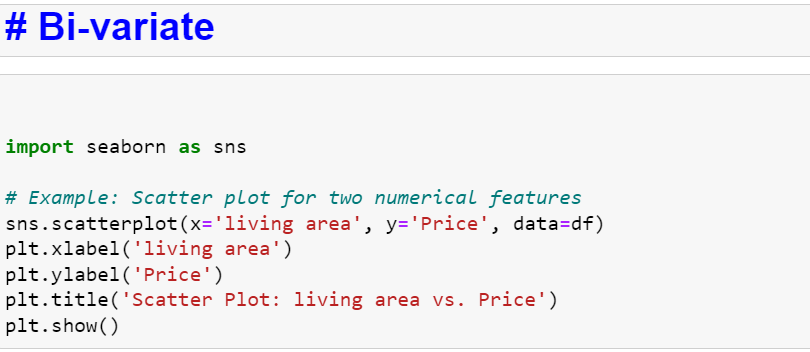 # Bi-variate
import seaborn as sns
# Example: Scatter plot for two numerical features
sns.scatterplot(x='living area', y='Price', data=df)
plt.xlabel('living area')
plt.ylabel('Price')
plt.title('Scatter Plot: living area vs. Price')
plt.show()